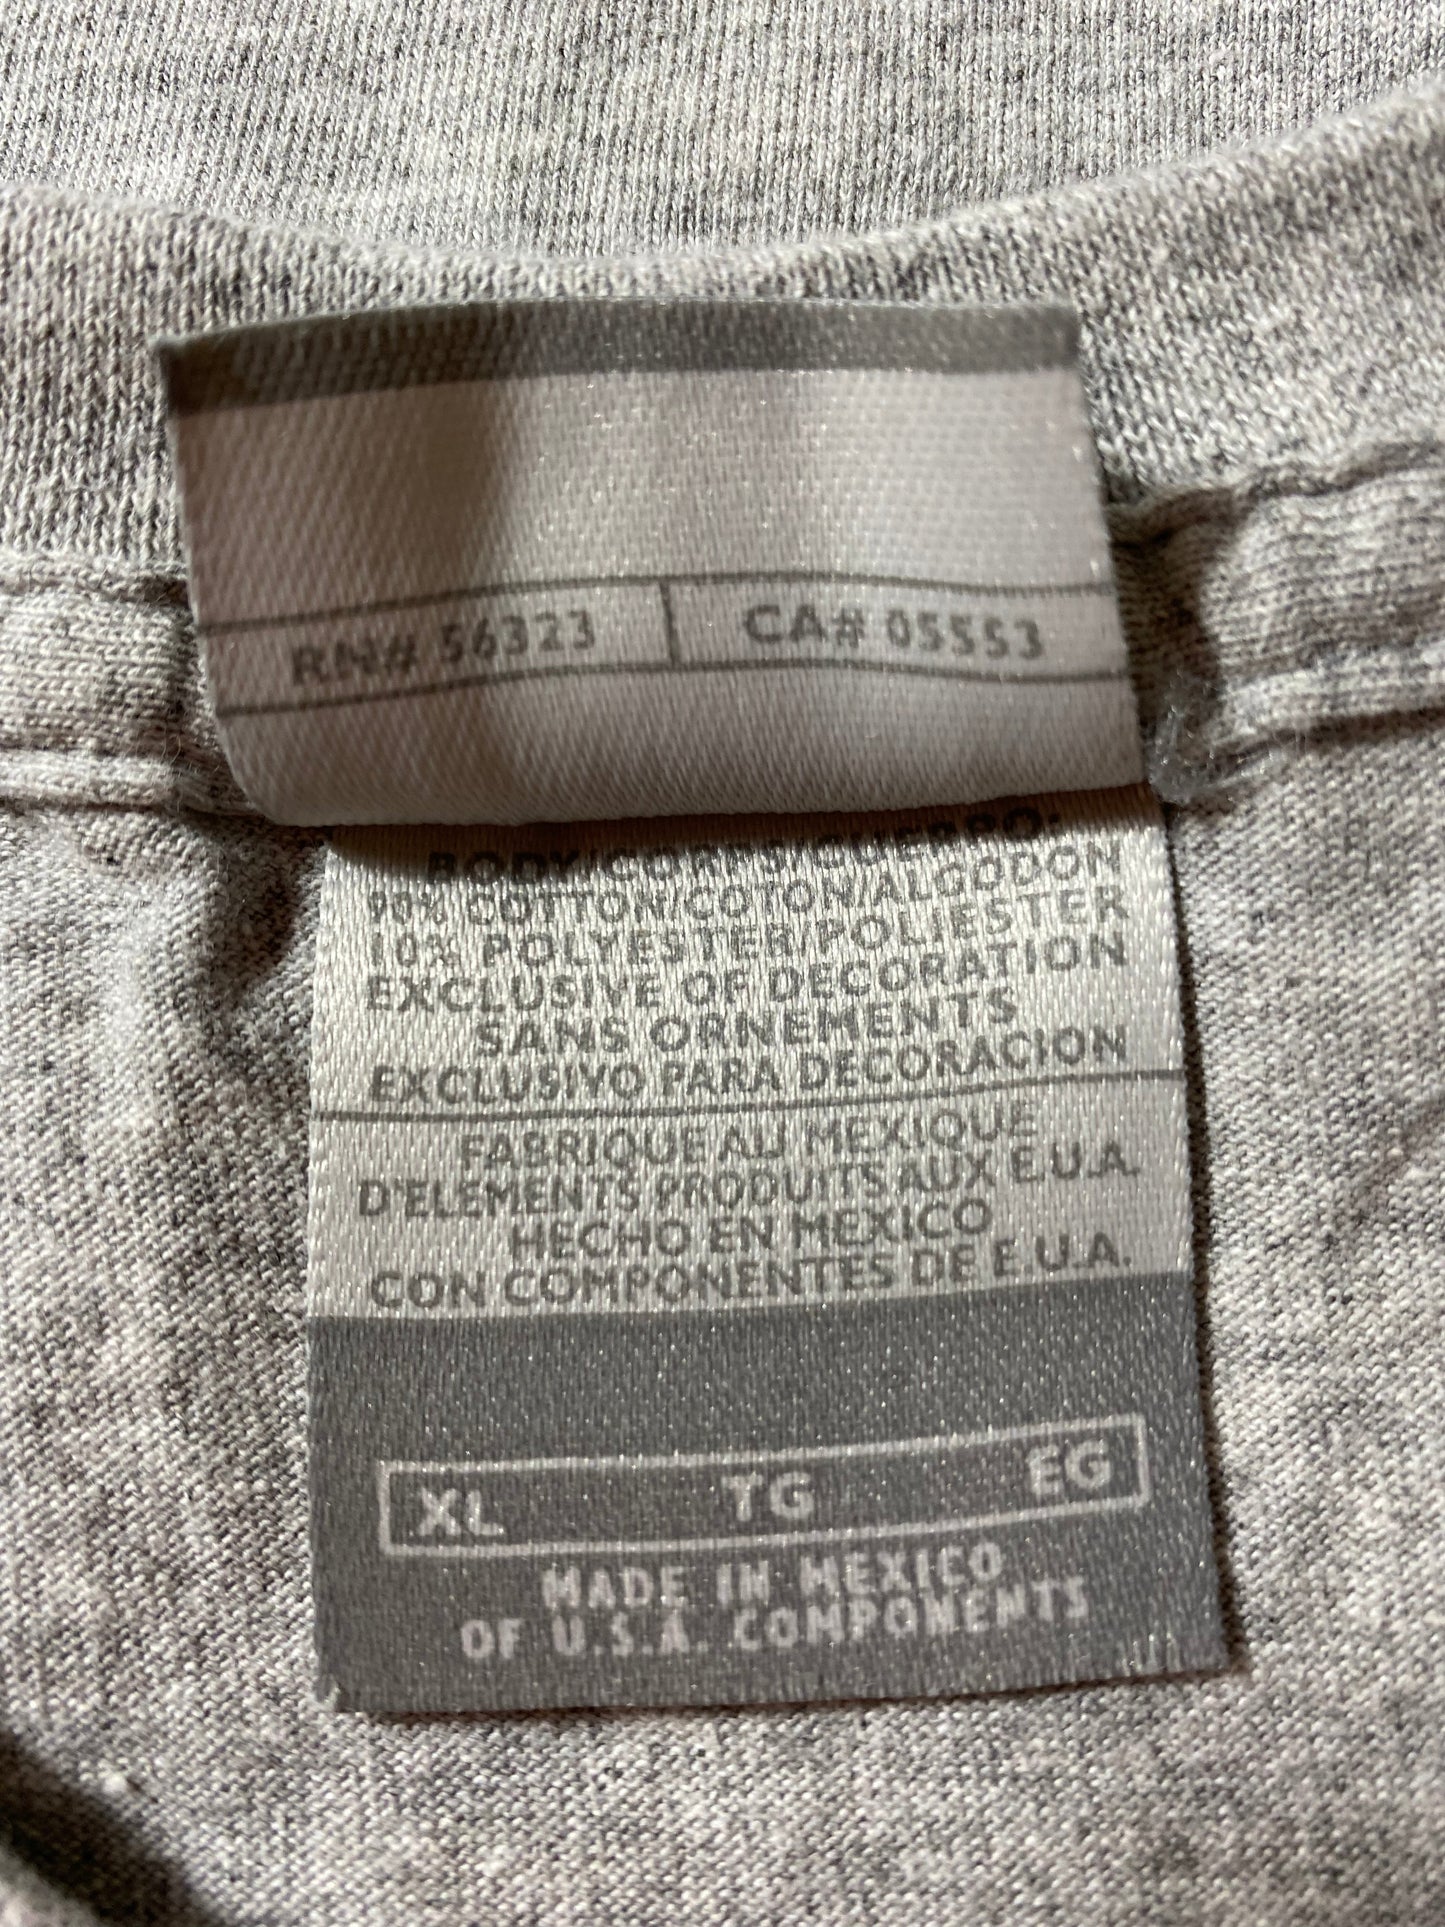 RN# 56323 CA# 05553
BODY/CORPS/CUERPO:
90% COTTON/COTON/ALGODON
10% POLYESTER/POLIESTER
EXCLUSIVE OF DECORATION
SANS ORNEMENTS
EXCLUSIVO PARA DECORACION
FABRIQUE AU MEXIQUE
D'ELEMENTS PRODUITS AUX E.U.A.
HECHO EN MEXICO
CON COMPONENTES DE E.U.A.
XL TG EG
MADE IN MEXICO
OF U.S.A. COMPONENTS